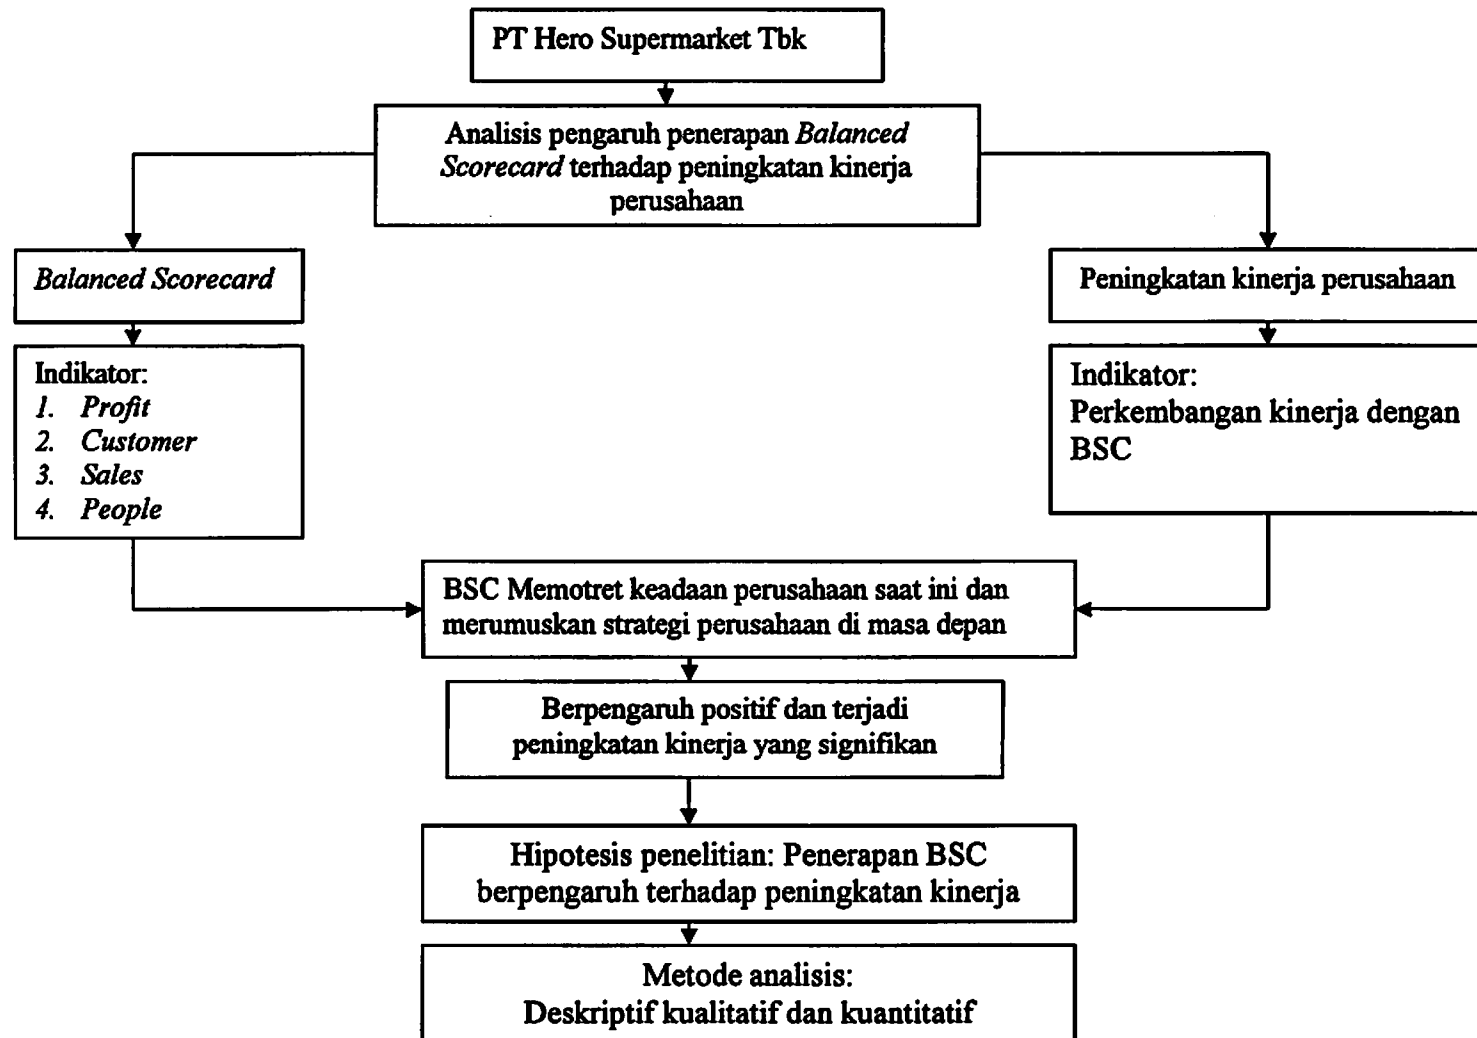 PT Hero Supermarket Tbk
Analisis pengaruh penerapan Balanced
Scorecard terhadap peningkatan kinerja
perusahaan
Balanced Scorecard
Indikator:
1. Profit
2. Customer
3. Sales
4. People
Peningkatan kinerja perusahaan
Indikator:
Perkembangan kinerja dengan
BSC
BSC Memotret keadaan perusahaan saat ini dan
merumuskan strategi perusahaan di masa depan
Berpengaruh positif dan terjadi
peningkatan kinerja yang signifikan
Hipotesis penelitian: Penerapan BSC
berpengaruh terhadap peningkatan kinerja
Metode analisis:
Deskriptif kualitatif dan kuantitatif